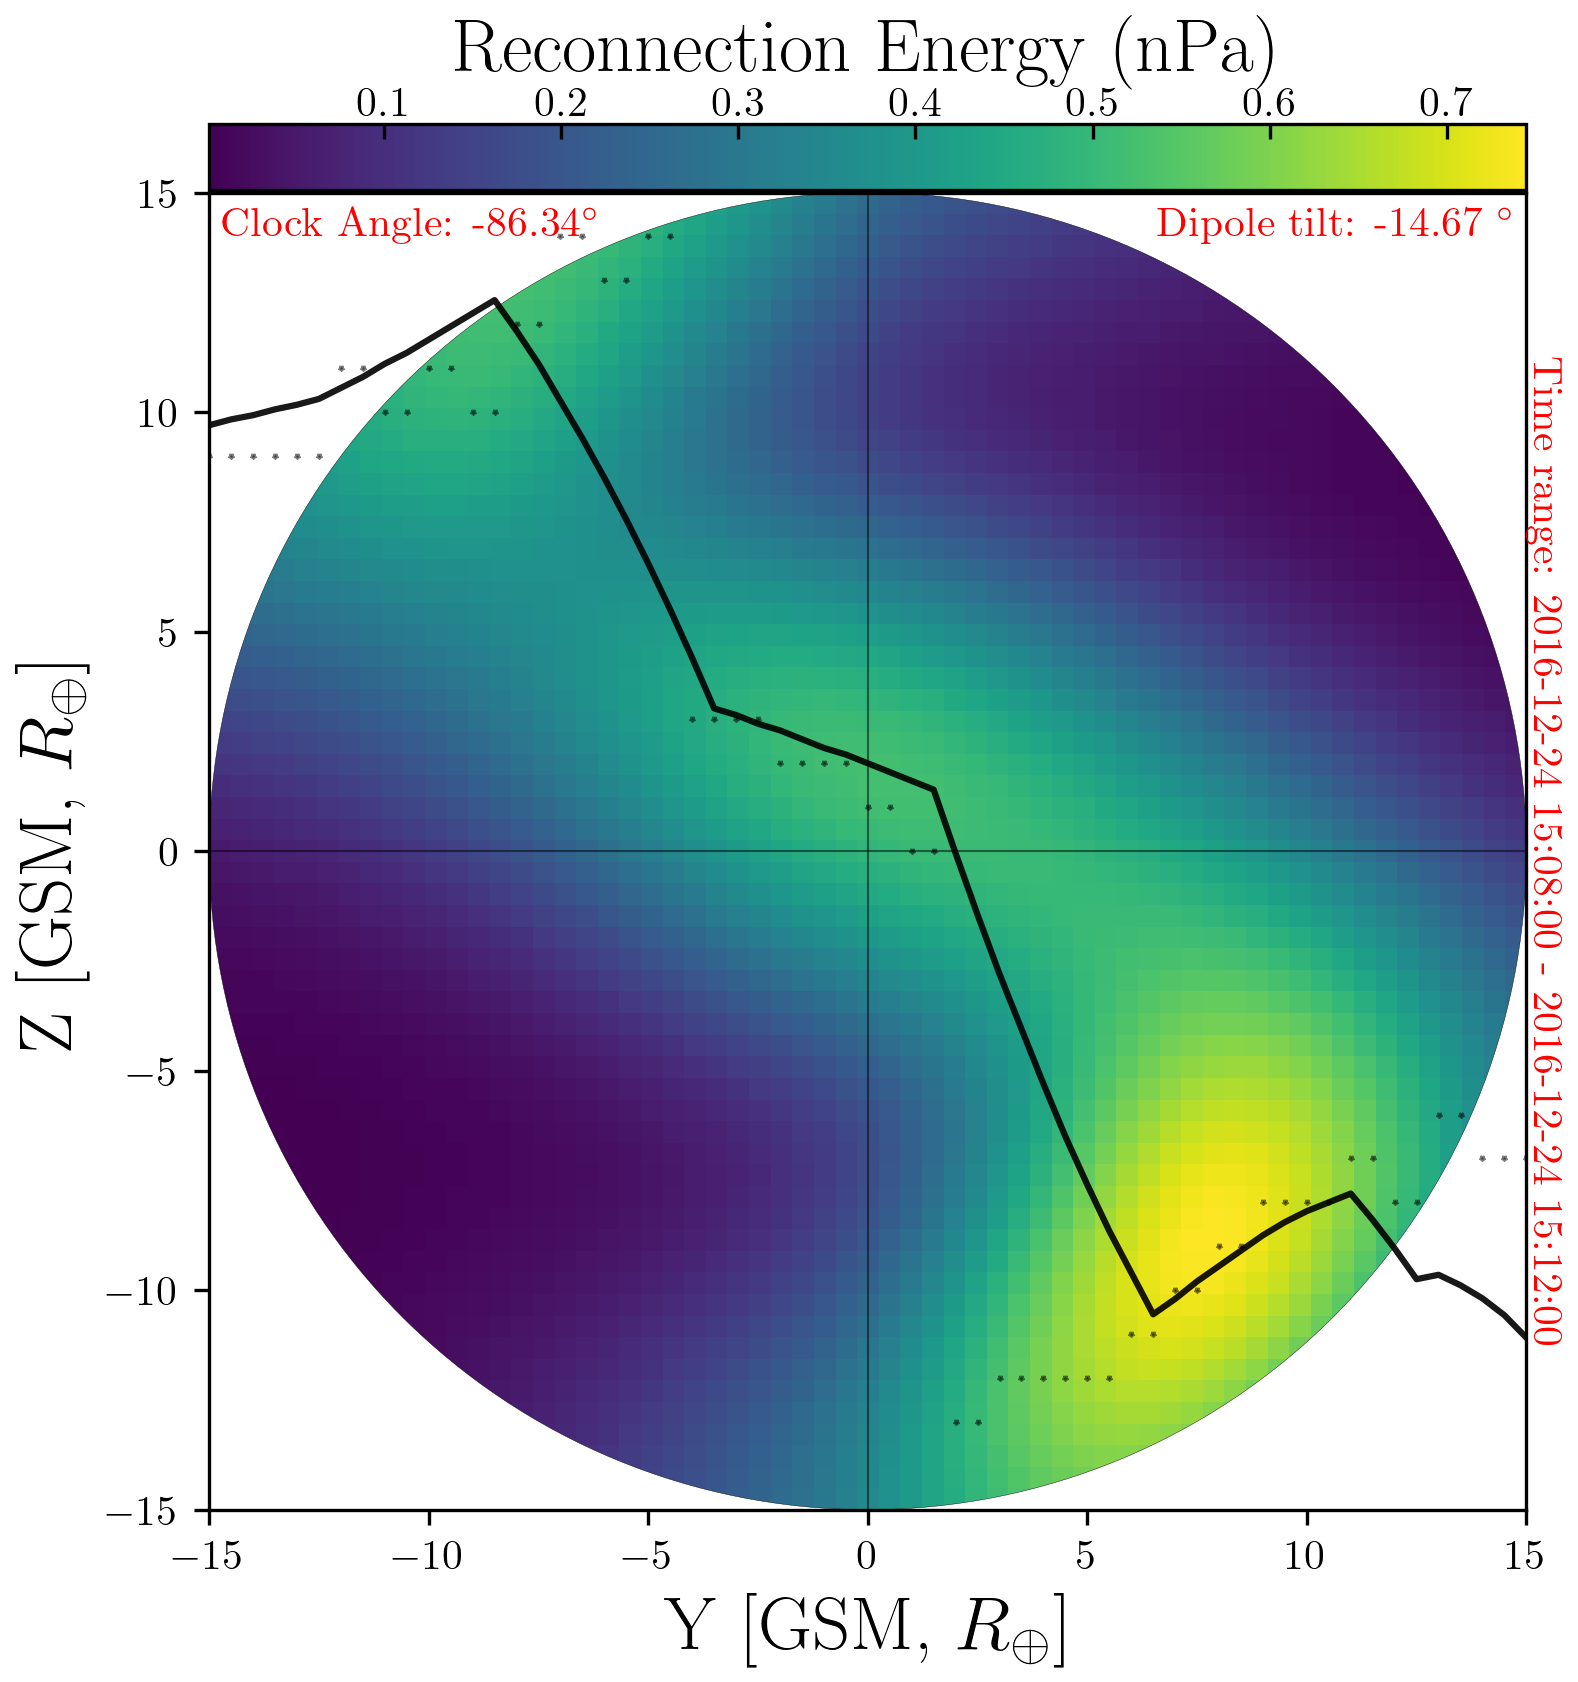 Reconnection Energy (nPa)
0.1 0.2 0.3 0.4 0.5 0.6 0.7
Clock Angle: -86.34°
Dipole tilt: -14.67 °
Time range: 2016-12-24 15:08:00 - 2016-12-24 15:12:00
15
10
5
0
−5
−10
−15
Z [GSM, R⊕]
−15 −10 −5 0 5 10 15
Y [GSM, R⊕]